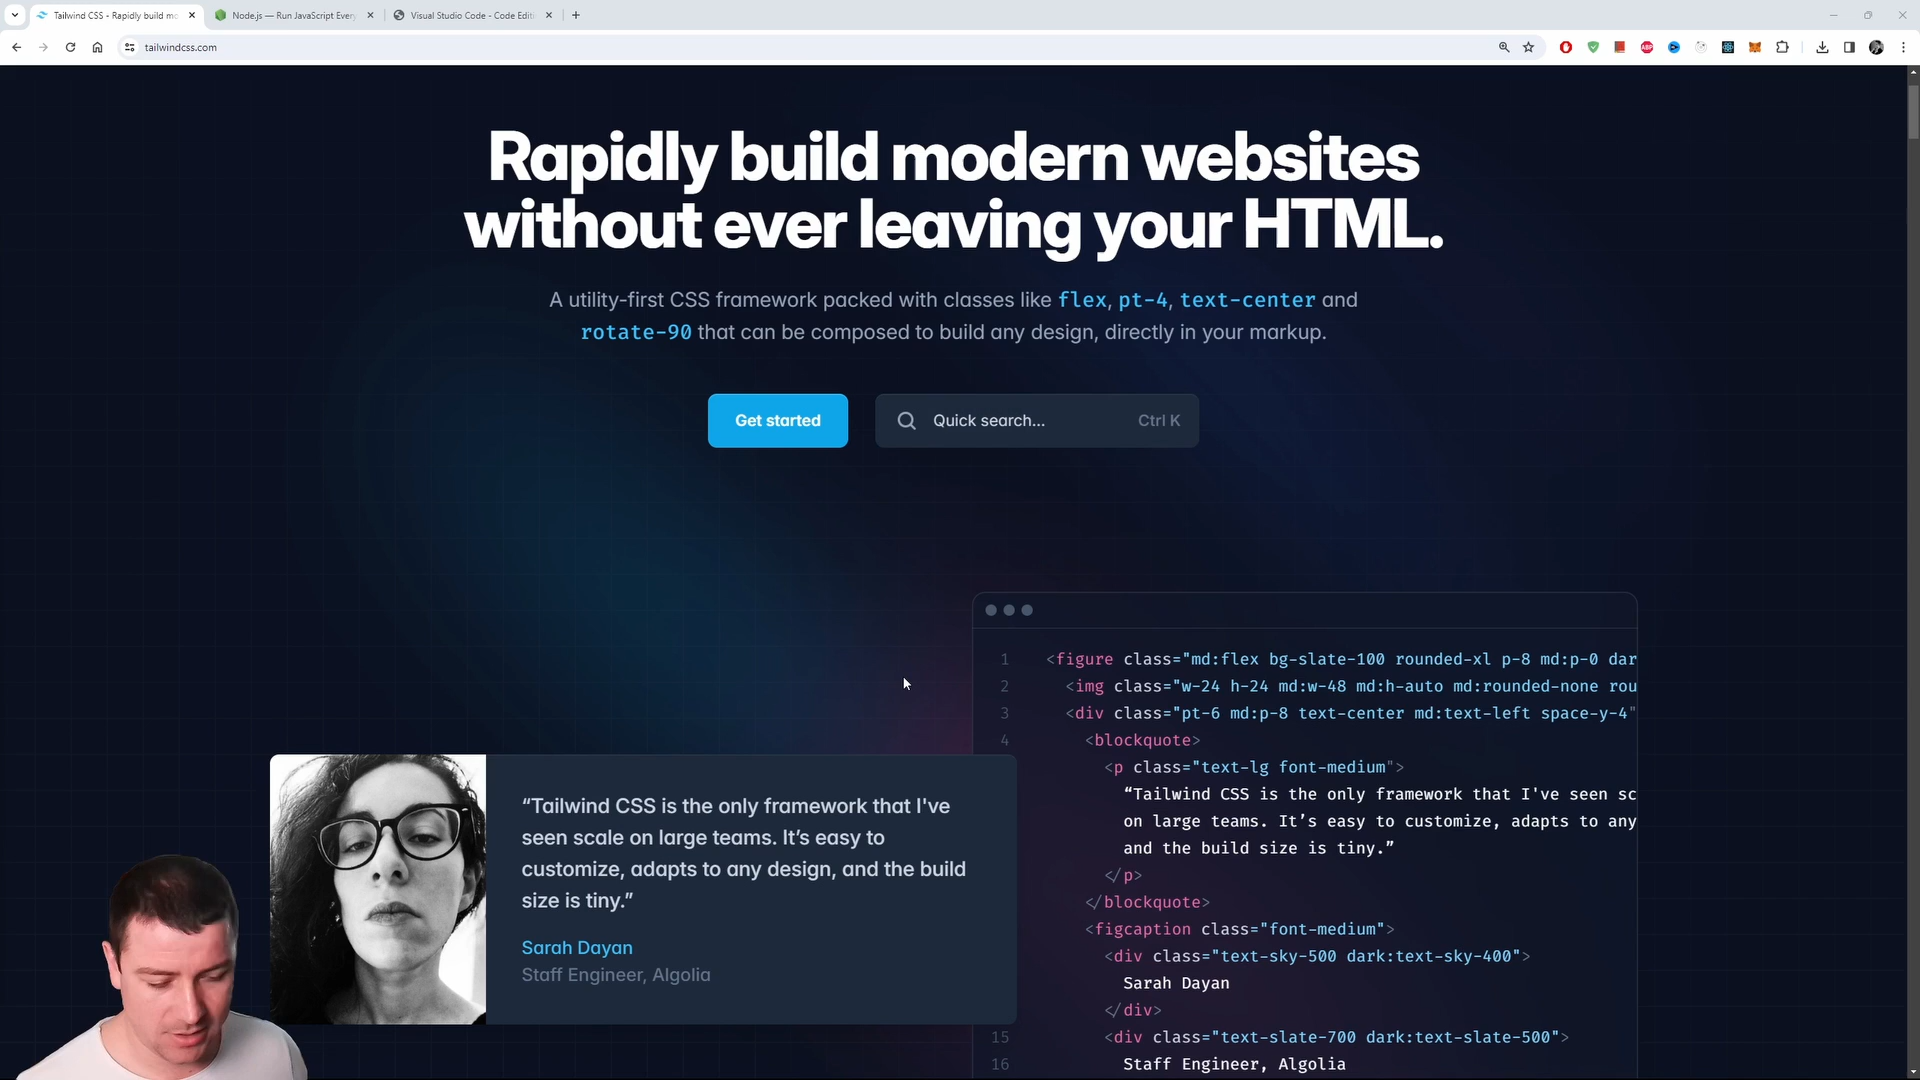 Tailwind CSS - Rapidly build mo
Node.js — Run JavaScript Every
Visual Studio Code - Code Edit
tailwindcss.com
ABP
Rapidly build modern websites
without ever leaving your HTML.
A utility-first CSS framework packed with classes like flex, pt-4, text-center and
rotate-90 that can be composed to build any design, directly in your markup.
Get started
Quick search...
Ctrl K
“Tailwind CSS is the only framework that I've
seen scale on large teams. It’s easy to
customize, adapts to any design, and the build
size is tiny.”
Sarah Dayan
Staff Engineer, Algolia
1 <figure class="md:flex bg-slate-100 rounded-xl p-8 md:p-0 dar
2 <img class="w-24 h-24 md:w-48 md:h-auto md:rounded-none rou
3 <div class="pt-6 md:p-8 text-center md:text-left space-y-4"
4 <blockquote>
<p class="text-lg font-medium">
“Tailwind CSS is the only framework that I've seen sc
on large teams. It’s easy to customize, adapts to any
and the build size is tiny.”
</p>
</blockquote>
<figcaption class="font-medium">
<div class="text-sky-500 dark:text-sky-400">
Sarah Dayan
</div>
15 <div class="text-slate-700 dark:text-slate-500">
16 Staff Engineer, Algolia